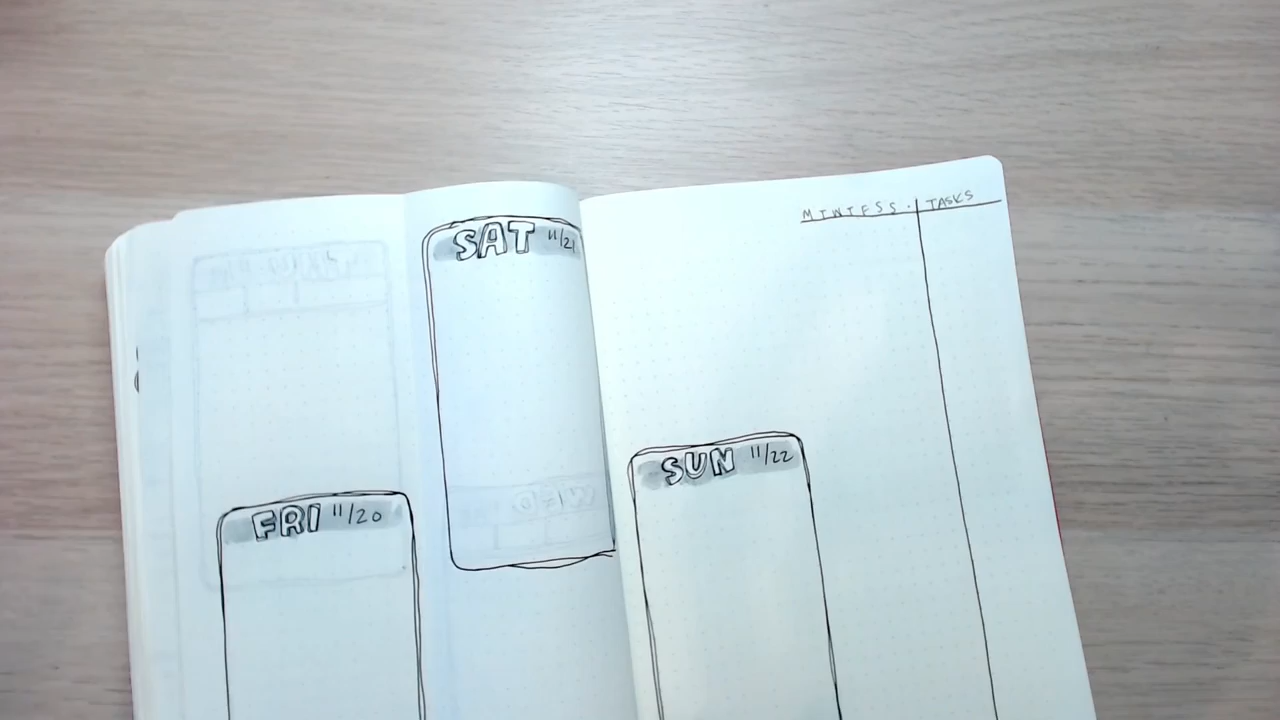 SAT 11/21
FRI 11/20
M T W T F S S . TASKS
SUN 11/22